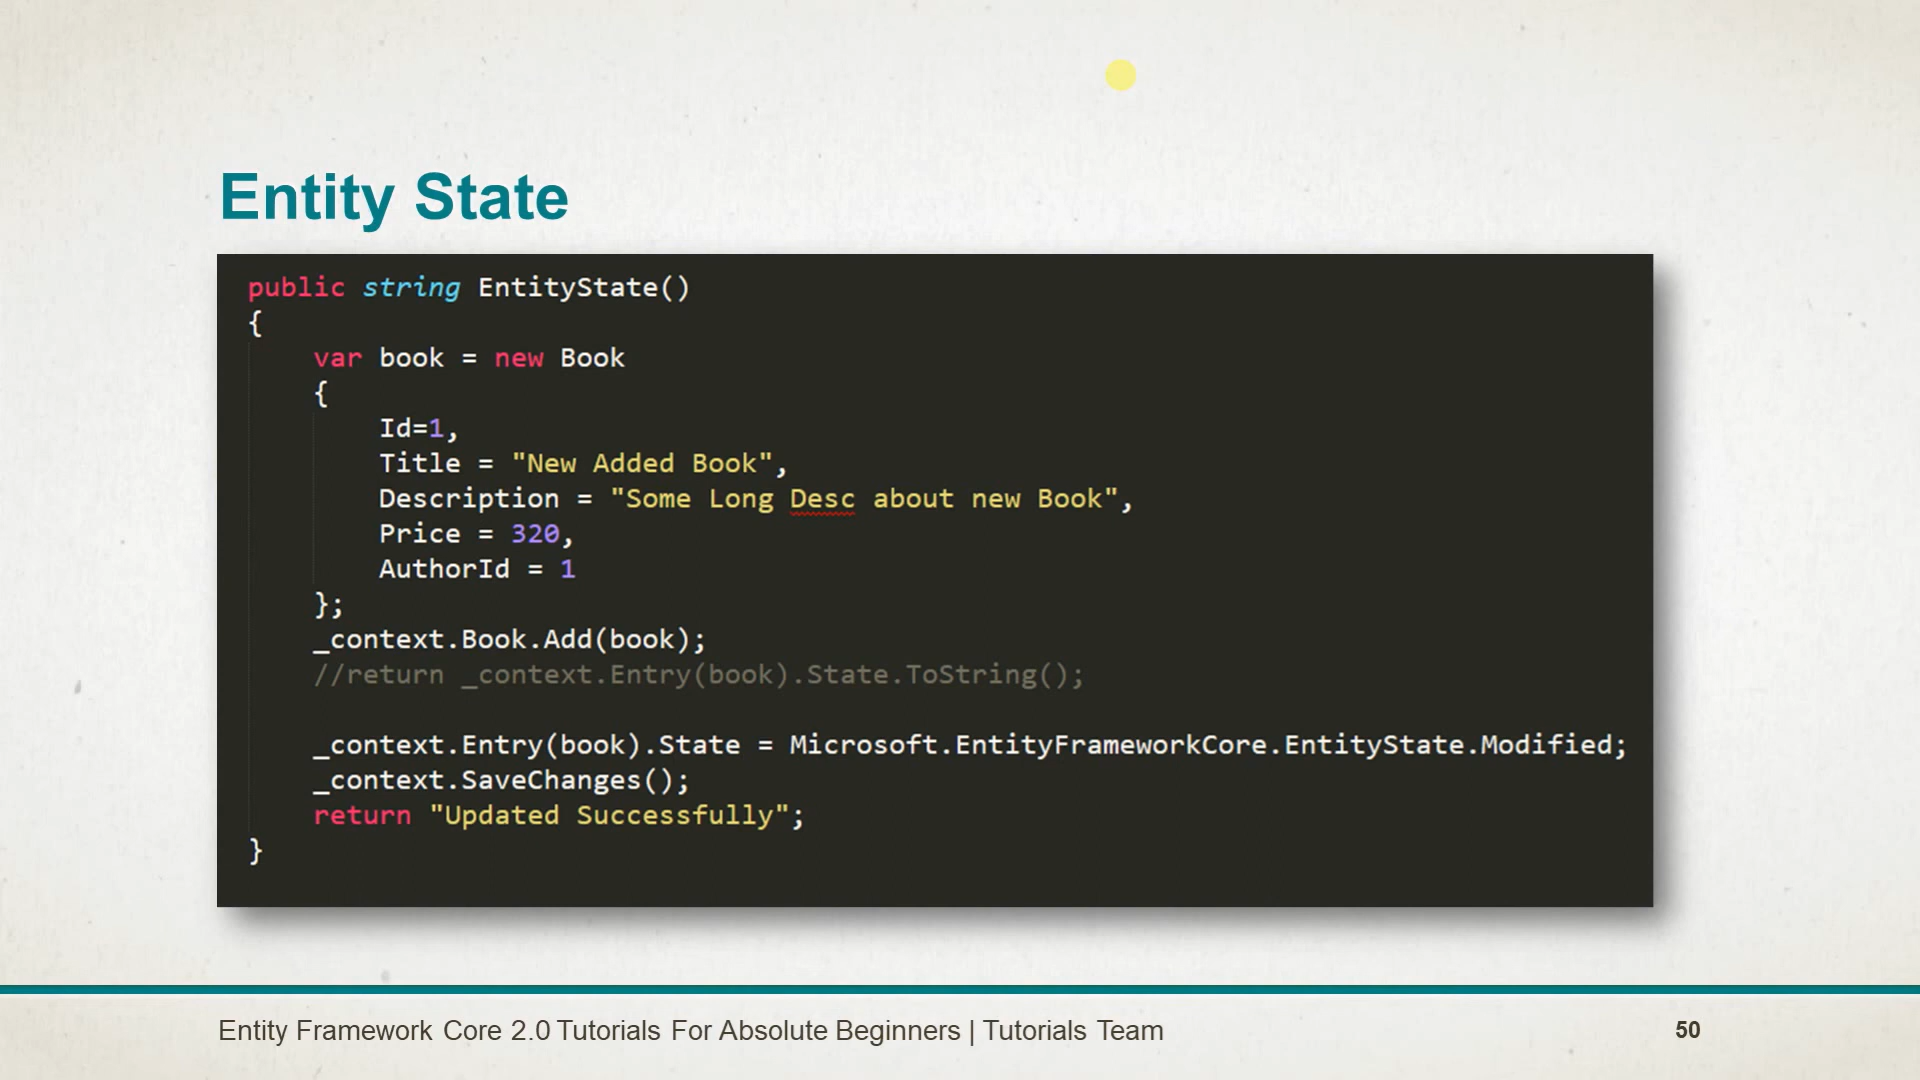 Entity State
public string EntityState()
{
var book = new Book
{
Id=1,
Title = "New Added Book",
Description = "Some Long Desc about new Book",
Price = 320,
AuthorId = 1
};
_context.Book.Add(book);
//return _context.Entry(book).State.ToString();
_context.Entry(book).State = Microsoft.EntityFrameworkCore.EntityState.Modified;
_context.SaveChanges();
return "Updated Successfully";
}
Entity Framework Core 2.0 Tutorials For Absolute Beginners | Tutorials Team
50